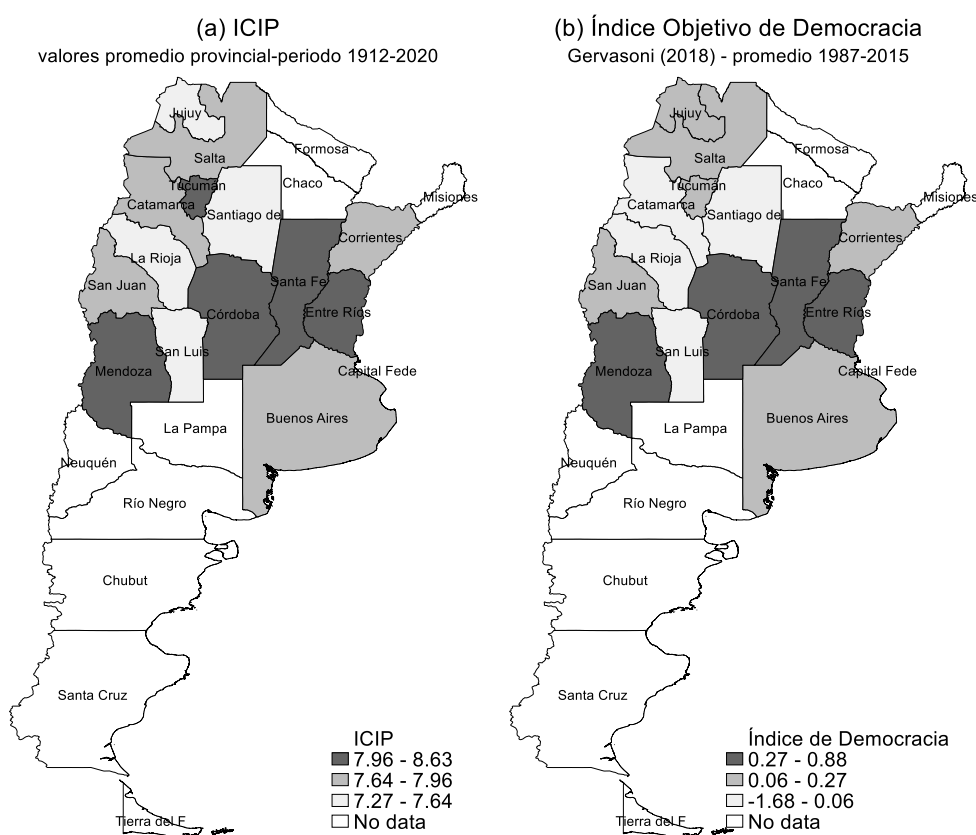 (a) ICIP
valores promedio provincial-periodo 1912-2020
Jujuy
Salta
Formosa
Tucumán
Chaco
Misiones
Catamarca
Santiago del
Corrientes
La Rioja
San Juan
Santa Fe
Córdoba
Entre Ríos
San Luis
Mendoza
Capital Fede
Buenos Aires
La Pampa
Neuquén
Río Negro
Chubut
Santa Cruz
Tierra del F
ICIP
7.96 - 8.63
7.64 - 7.96
7.27 - 7.64
No data
(b) Índice Objetivo de Democracia
Gervasoni (2018) - promedio 1987-2015
Jujuy
Salta
Formosa
Tucumán
Chaco
Misiones
Catamarca
Santiago del
Corrientes
La Rioja
San Juan
Santa Fe
Córdoba
Entre Ríos
San Luis
Mendoza
Capital Fede
Buenos Aires
La Pampa
Neuquén
Río Negro
Chubut
Santa Cruz
Tierra del F
Índice de Democracia
0.27 - 0.88
0.06 - 0.27
-1.68 - 0.06
No data